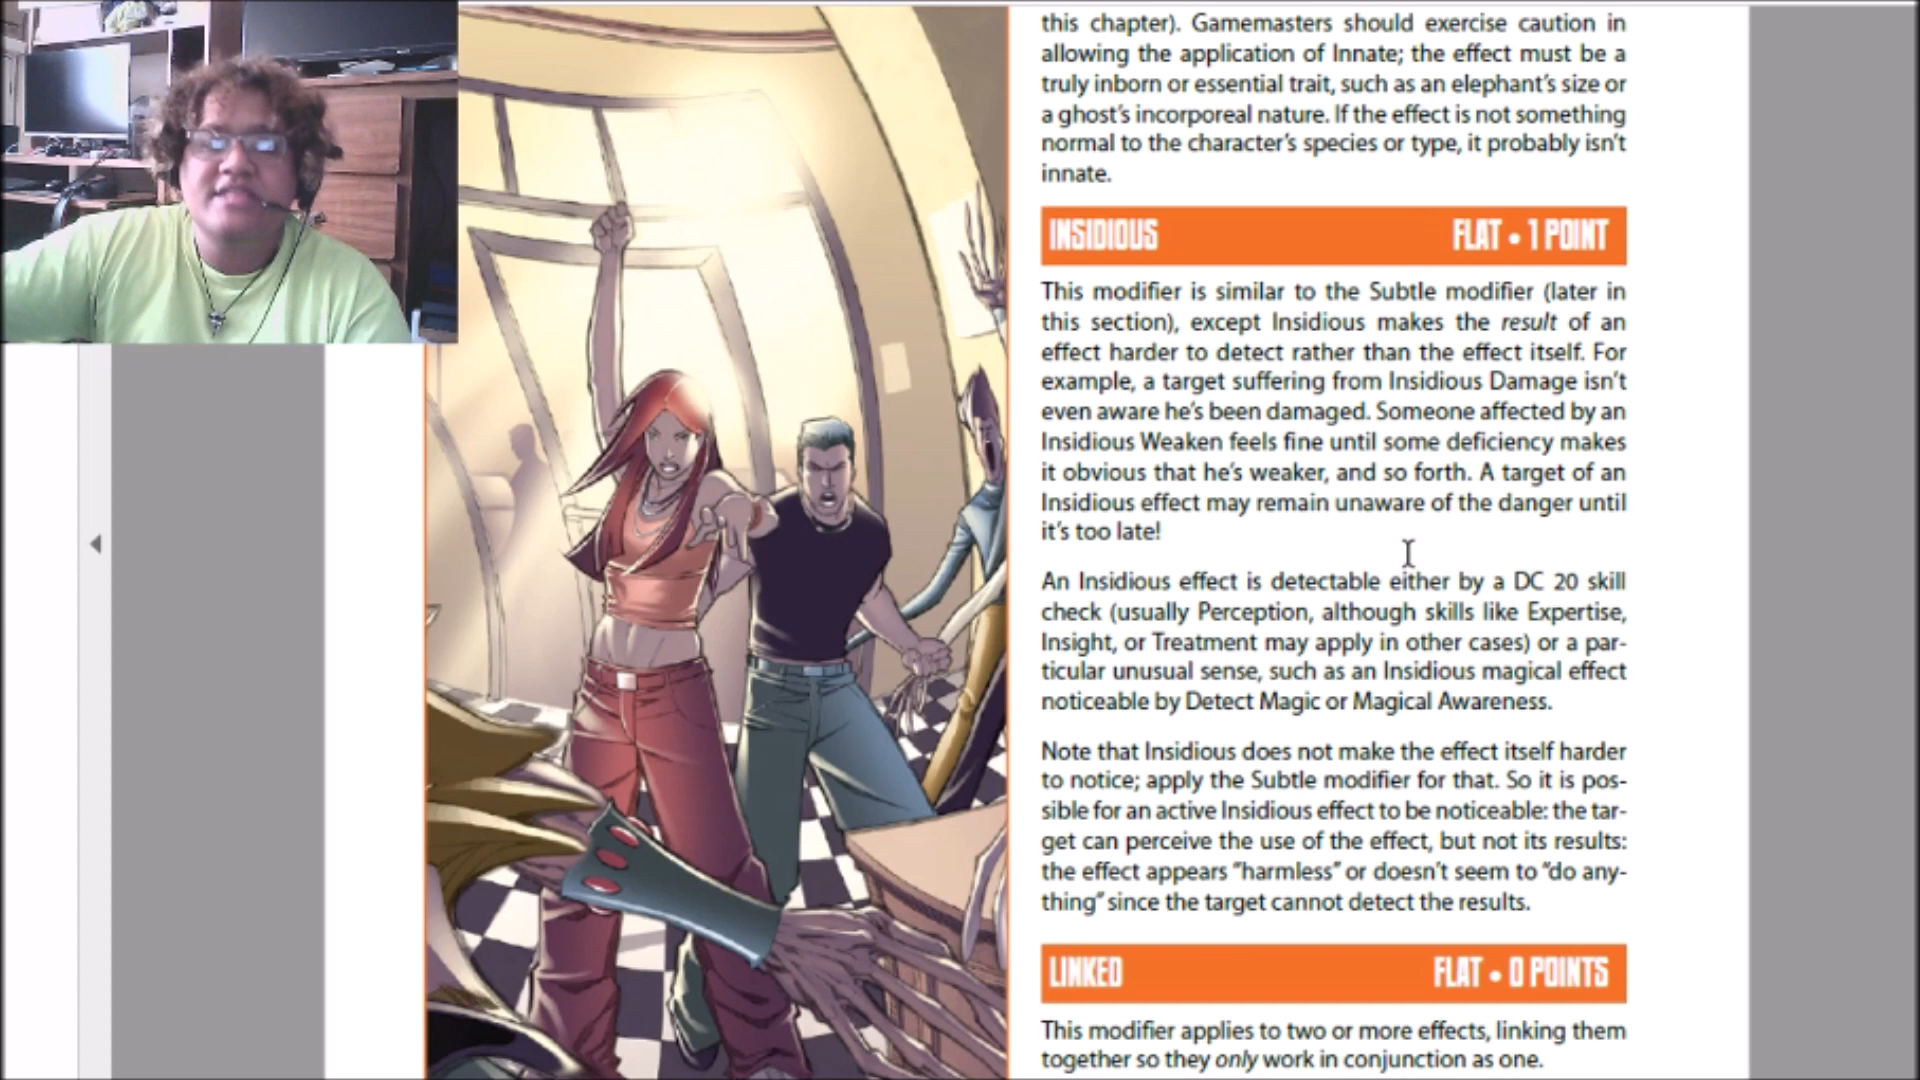 this chapter). Gamemasters should exercise caution in
allowing the application of Innate; the effect must be a
truly inborn or essential trait, such as an elephant's size or
a ghost's incorporeal nature. If the effect is not something
normal to the character's species or type, it probably isn't
innate.
INSIDIOUS FLAT • 1 POINT
This modifier is similar to the Subtle modifier (later in
this section), except Insidious makes the result of an
effect harder to detect rather than the effect itself. For
example, a target suffering from Insidious Damage isn't
even aware he's been damaged. Someone affected by an
Insidious Weaken feels fine until some deficiency makes
it obvious that he's weaker, and so forth. A target of an
Insidious effect may remain unaware of the danger until
it's too late!
An Insidious effect is detectable either by a DC 20 skill
check (usually Perception, although skills like Expertise,
Insight, or Treatment may apply in other cases) or a par-
ticular unusual sense, such as an Insidious magical effect
noticeable by Detect Magic or Magical Awareness.
Note that Insidious does not make the effect itself harder
to notice; apply the Subtle modifier for that. So it is pos-
sible for an active Insidious effect to be noticeable: the tar-
get can perceive the use of the effect, but not its results:
the effect appears "harmless" or doesn't seem to "do any-
thing" since the target cannot detect the results.
LINKED FLAT • 0 POINTS
This modifier applies to two or more effects, linking them
together so they only work in conjunction as one.